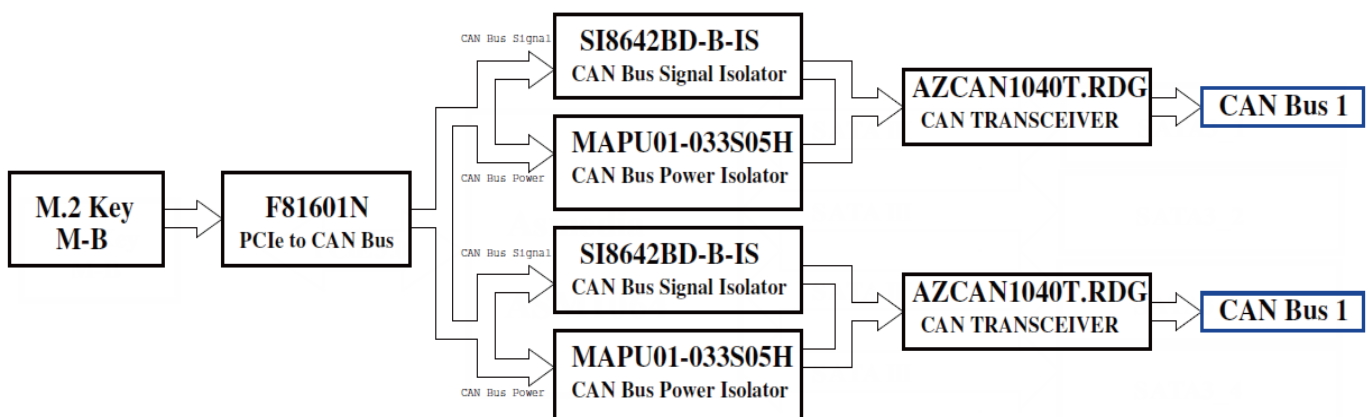 M.2 Key
M-B
F81601N
PCIe to CAN Bus
CAN Bus Signal
SI8642BD-B-IS
CAN Bus Signal Isolator
CAN Bus Power
MAPU01-033S05H
CAN Bus Power Isolator
AZCAN1040T.RDG
CAN TRANSCEIVER
CAN Bus 1
CAN Bus Signal
SI8642BD-B-IS
CAN Bus Signal Isolator
CAN Bus Power
MAPU01-033S05H
CAN Bus Power Isolator
AZCAN1040T.RDG
CAN TRANSCEIVER
CAN Bus 1